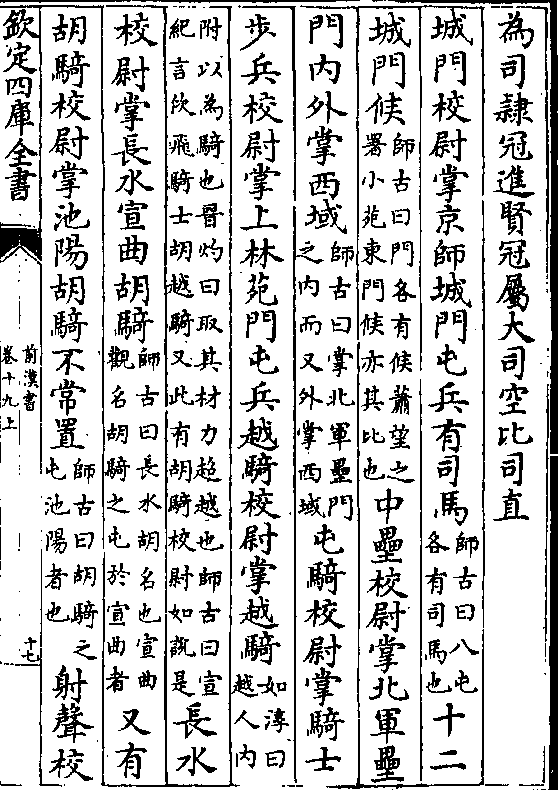 為司隸冠進賢冠屬大司空比司直
城門校尉掌京師城門屯兵有司馬師古曰八屯各有司馬也十二
城門候師古曰門各有候蕭望之署小苑東門候亦其比也中壘校尉掌北軍壘
門内外掌西域師古曰掌北軍壘門之内而又外掌西域屯騎校尉掌騎士
步兵校尉掌上林苑門屯兵越騎校尉掌越騎如淳曰越人内
附以為騎也晉灼曰取其材力超越也師古曰宣紀言佽飛騎士胡越騎又此有胡騎校尉如說是長水
校尉掌長水宣曲胡騎師古曰長水胡名也宣曲觀名胡騎之屯於宣曲者又有
胡騎校尉掌池陽胡騎不常置師古曰胡騎之屯池陽者也射聲校
欽定四庫全書
前漢書
卷十九上
十七